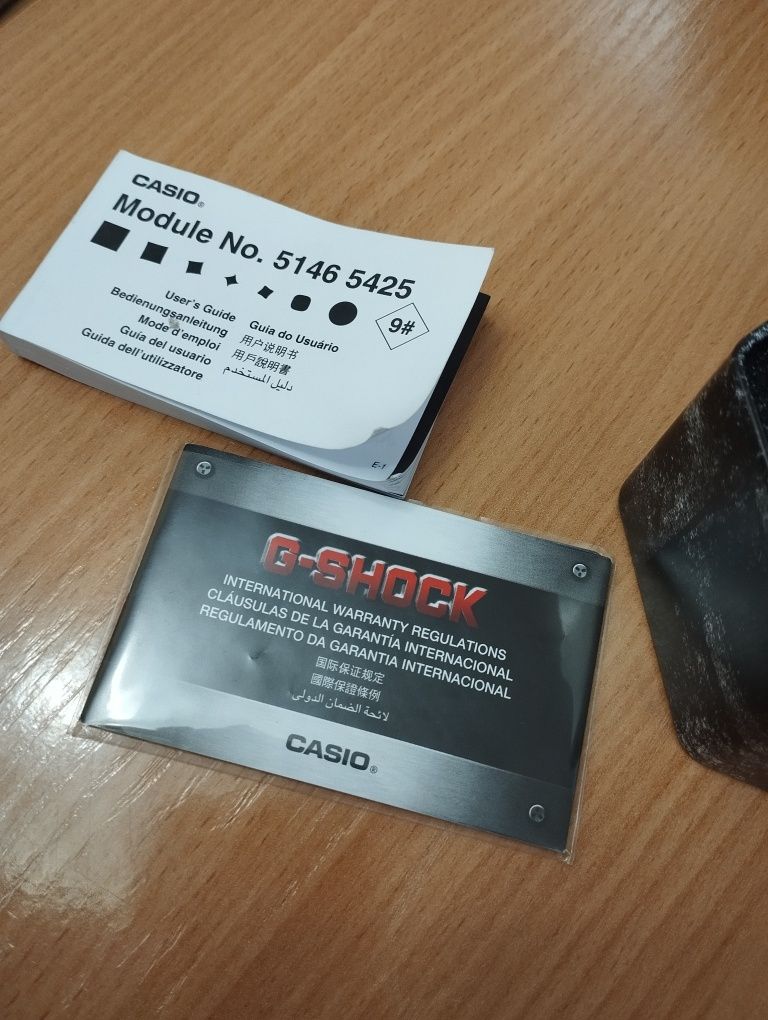 CASIO®
Module No. 5146 5425
9#
User's Guide
Bedienungsanleitung
Mode d'emploi
Guía del usuario
Guida dell'utilizzatore
Guia do Usuário
用户说明书
用戶說明書
دليل المستخدم
E-1
G-SHOCK
INTERNATIONAL WARRANTY REGULATIONS
CLÁUSULAS DE LA GARANTÍA INTERNACIONAL
REGULAMENTO DA GARANTIA INTERNACIONAL
国际保证规定
國際保證條例
لائحة الضمان الدولى
CASIO®